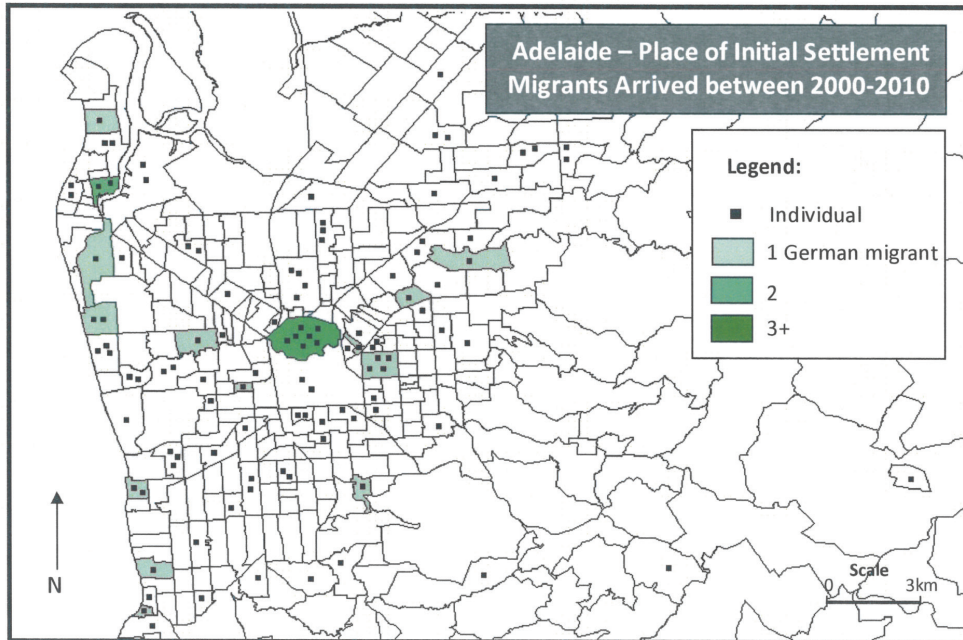 Adelaide – Place of Initial Settlement
Migrants Arrived between 2000-2010
Legend:
Individual
1 German migrant
2
3+
N
Scale
0 3km